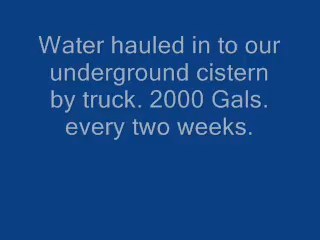 Water hauled in to our
underground cistern
by truck. 2000 Gals.
every two weeks.